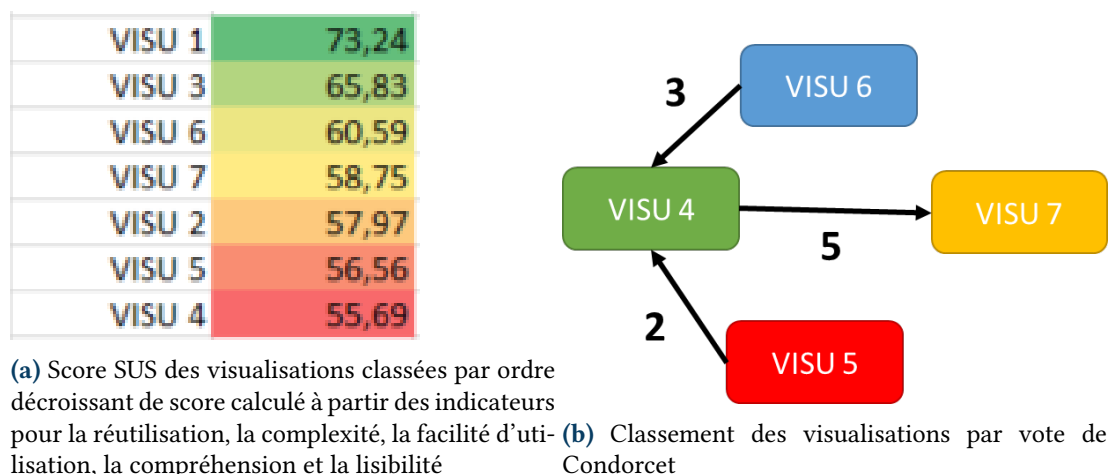 VISU 1 73,24
VISU 3 65,83
VISU 6 60,59
VISU 7 58,75
VISU 2 57,97
VISU 5 56,56
VISU 4 55,69
(a) Score SUS des visualisations classées par ordre
décroissant de score calculé à partir des indicateurs
pour la réutilisation, la complexité, la facilité d'uti-
lisation, la compréhension et la lisibilité
VISU 6
3
VISU 4
VISU 7
5
2
VISU 5
(b) Classement des visualisations par vote de
Condorcet